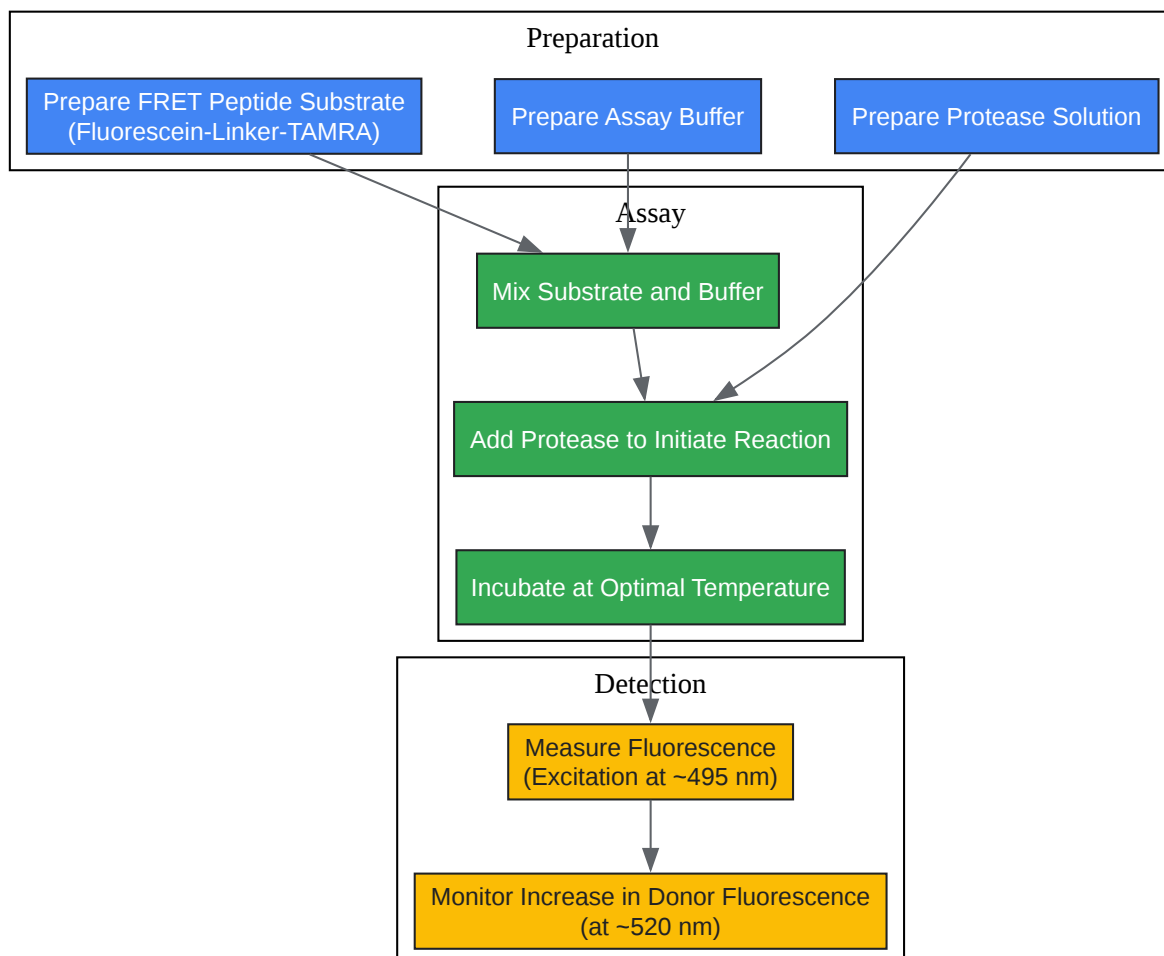 Preparation
Prepare FRET Peptide Substrate
(Fluorescein-Linker-TAMRA)
Prepare Assay Buffer
Prepare Protease Solution
Assay
Mix Substrate and Buffer
Add Protease to Initiate Reaction
Incubate at Optimal Temperature
Detection
Measure Fluorescence
(Excitation at ~495 nm)
Monitor Increase in Donor Fluorescence
(at ~520 nm)